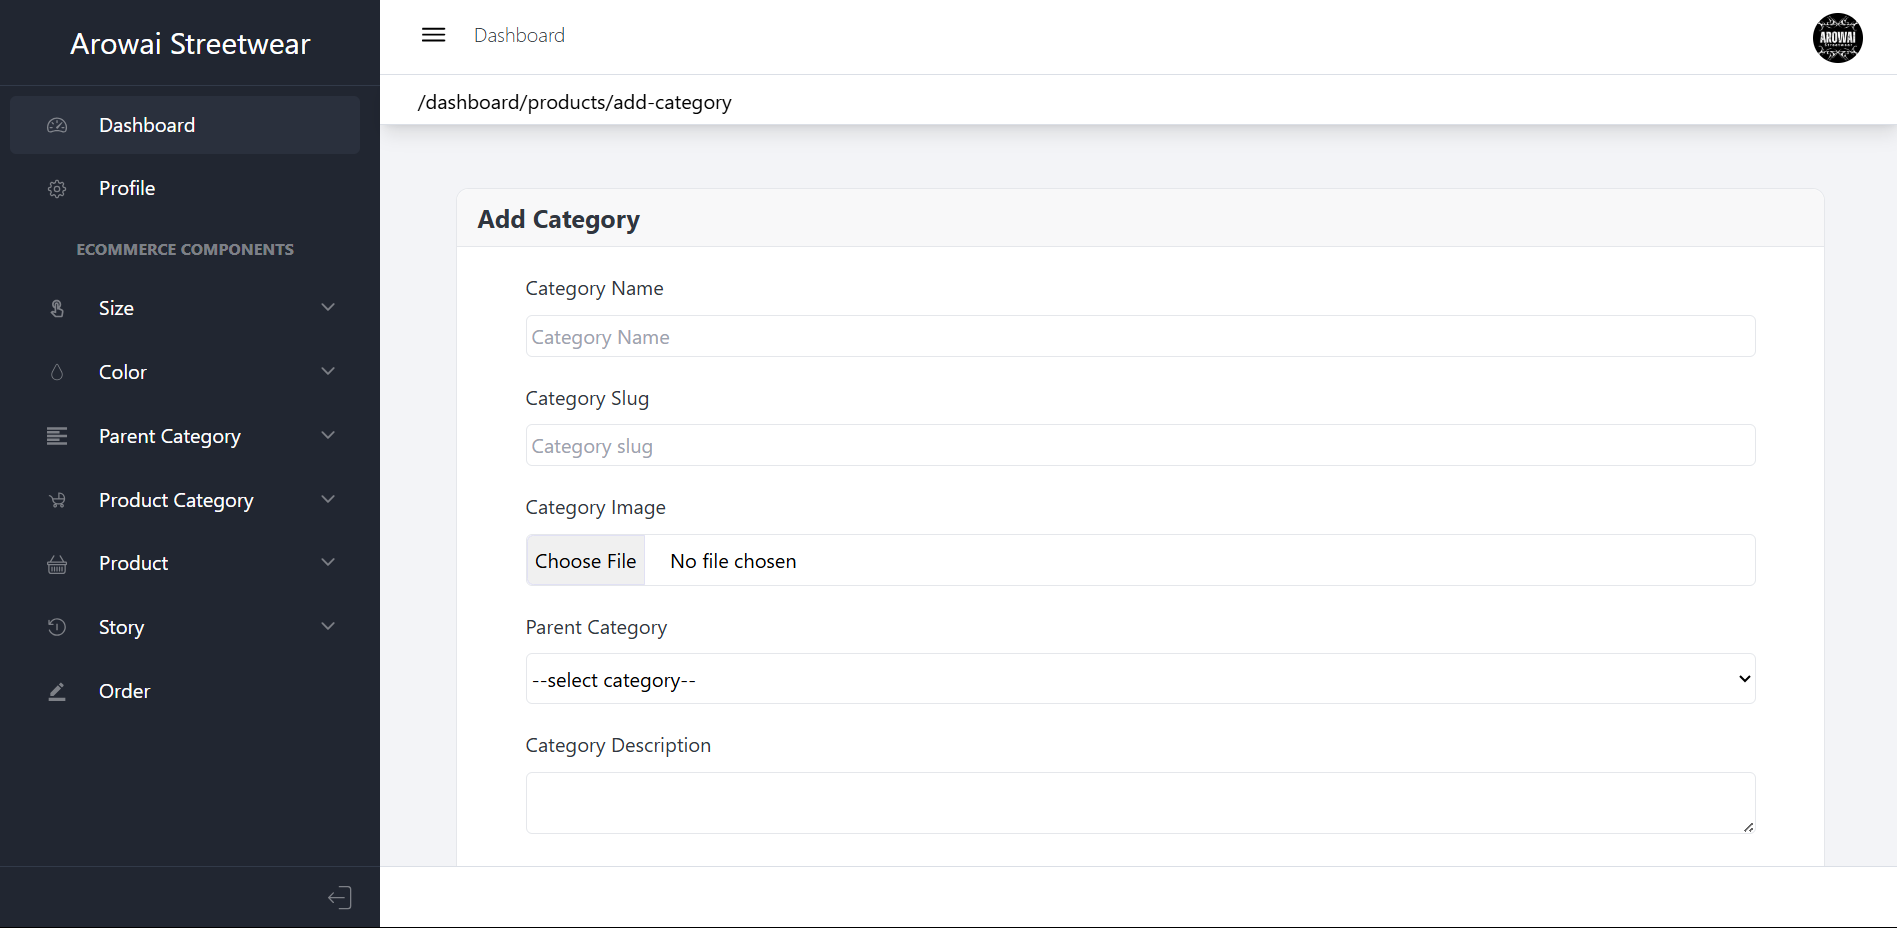 Arowai Streetwear
Dashboard
Profile
ECOMMERCE COMPONENTS
Size
Color
Parent Category
Product Category
Product
Story
Order
Dashboard
AROWAI
/dashboard/products/add-category
Add Category
Category Name
Category Name
Category Slug
Category slug
Category Image
Choose File
No file chosen
Parent Category
--select category--
Category Description